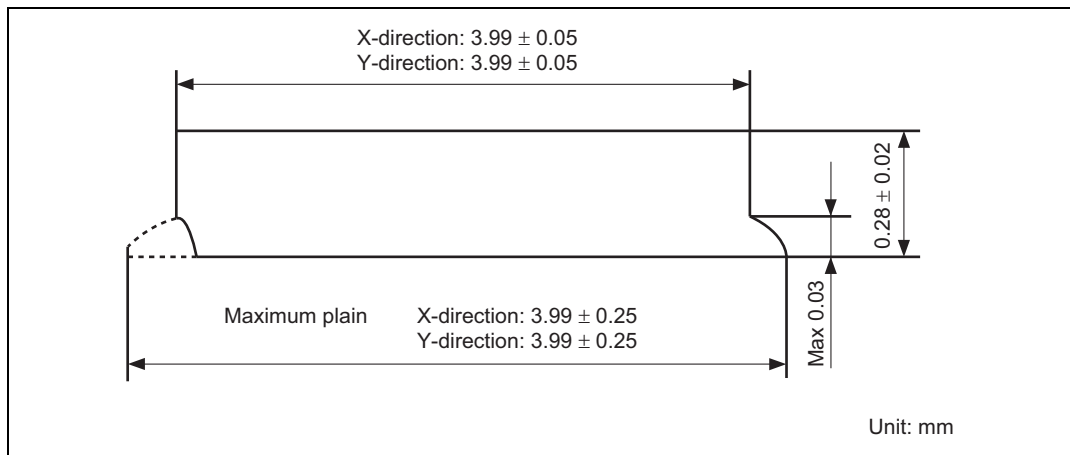 X-direction: 3.99 ± 0.05
Y-direction: 3.99 ± 0.05
0.28 ± 0.02
Max 0.03
Maximum plain X-direction: 3.99 ± 0.25
Y-direction: 3.99 ± 0.25
Unit: mm